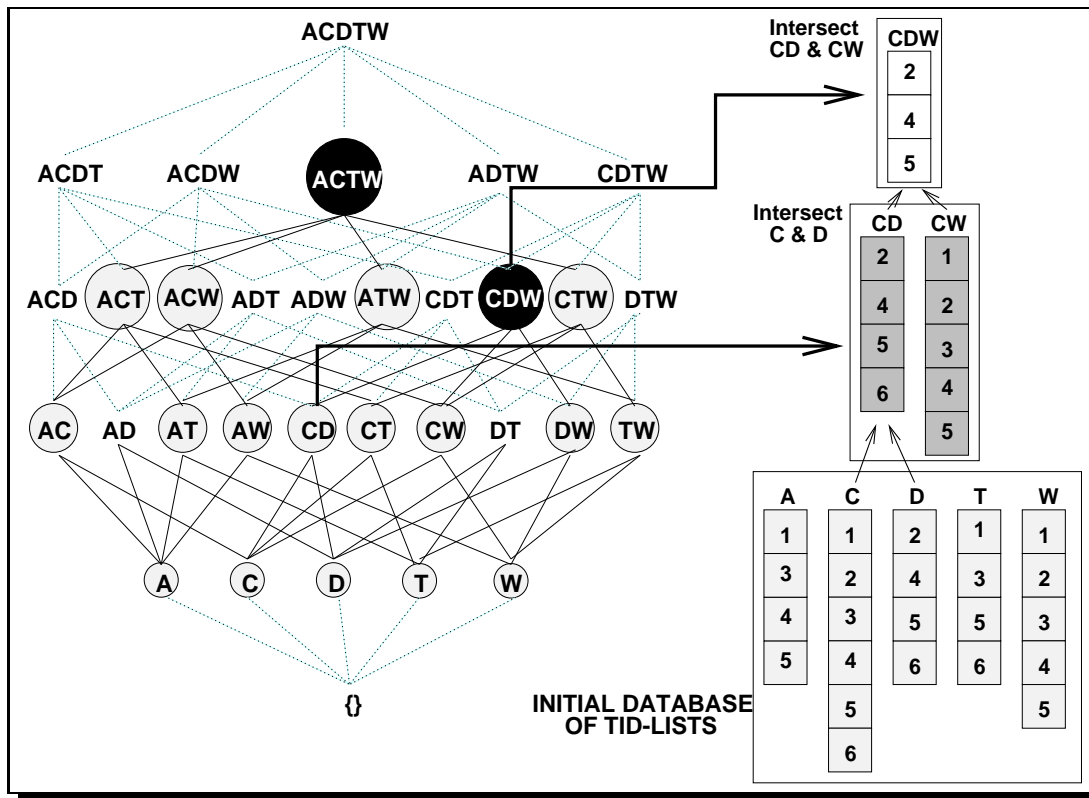 ACDTW
ACDT ACDW ACTW ADTW CDTW
ACD ACT ACW ADT ADW ATW CDT CDW CTW DTW
AC AD AT AW CD CT CW DT DW TW
A C D T W
{}
Intersect
CD & CW
CDW
2
4
5
Intersect
C & D
CD CW
2 1
4 2
5 3
6 4
5
INITIAL DATABASE
OF TID-LISTS
A C D T W
1 1 2 1 1
3 2 4 3 2
4 3 5 5 3
5 4 6 6 4
5 5
6